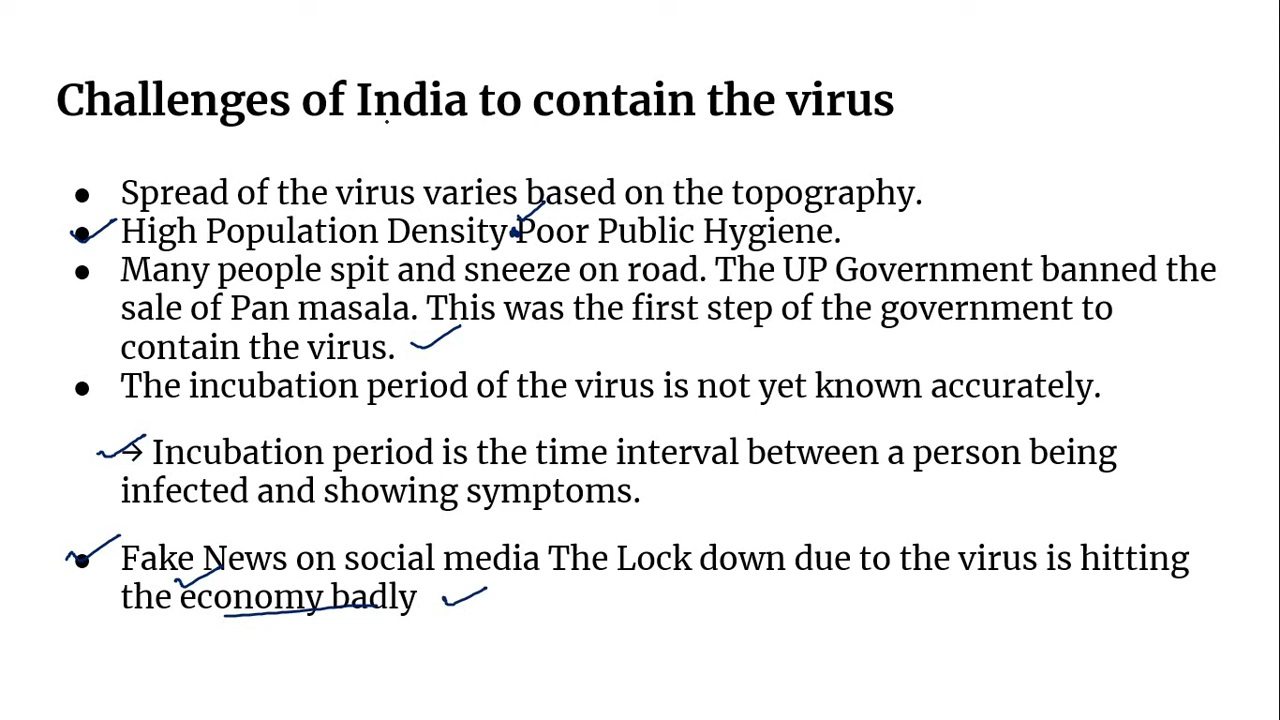 Challenges of India to contain the virus
● Spread of the virus varies based on the topography.
● High Population Density Poor Public Hygiene.
● Many people spit and sneeze on road. The UP Government banned the
sale of Pan masala. This was the first step of the government to
contain the virus.
● The incubation period of the virus is not yet known accurately.
→ Incubation period is the time interval between a person being
infected and showing symptoms.
● Fake News on social media The Lock down due to the virus is hitting
the economy badly